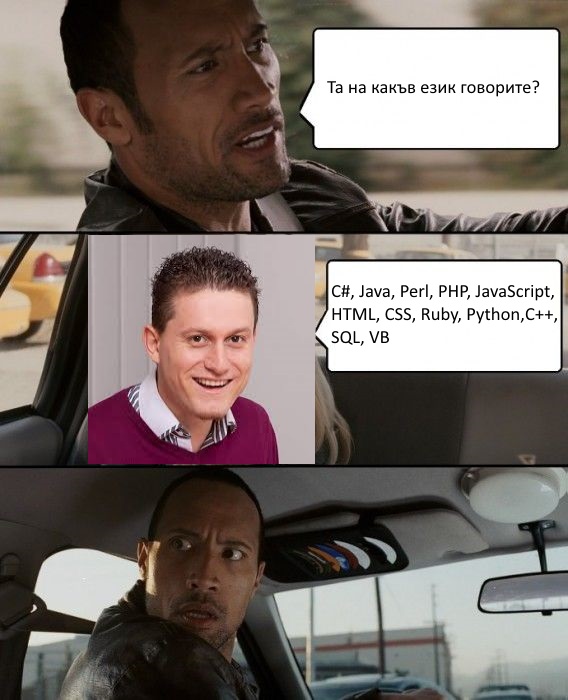 Та на какъв език говорите?
C#, Java, Perl, PHP, JavaScript,
HTML, CSS, Ruby, Python,C++,
SQL, VB